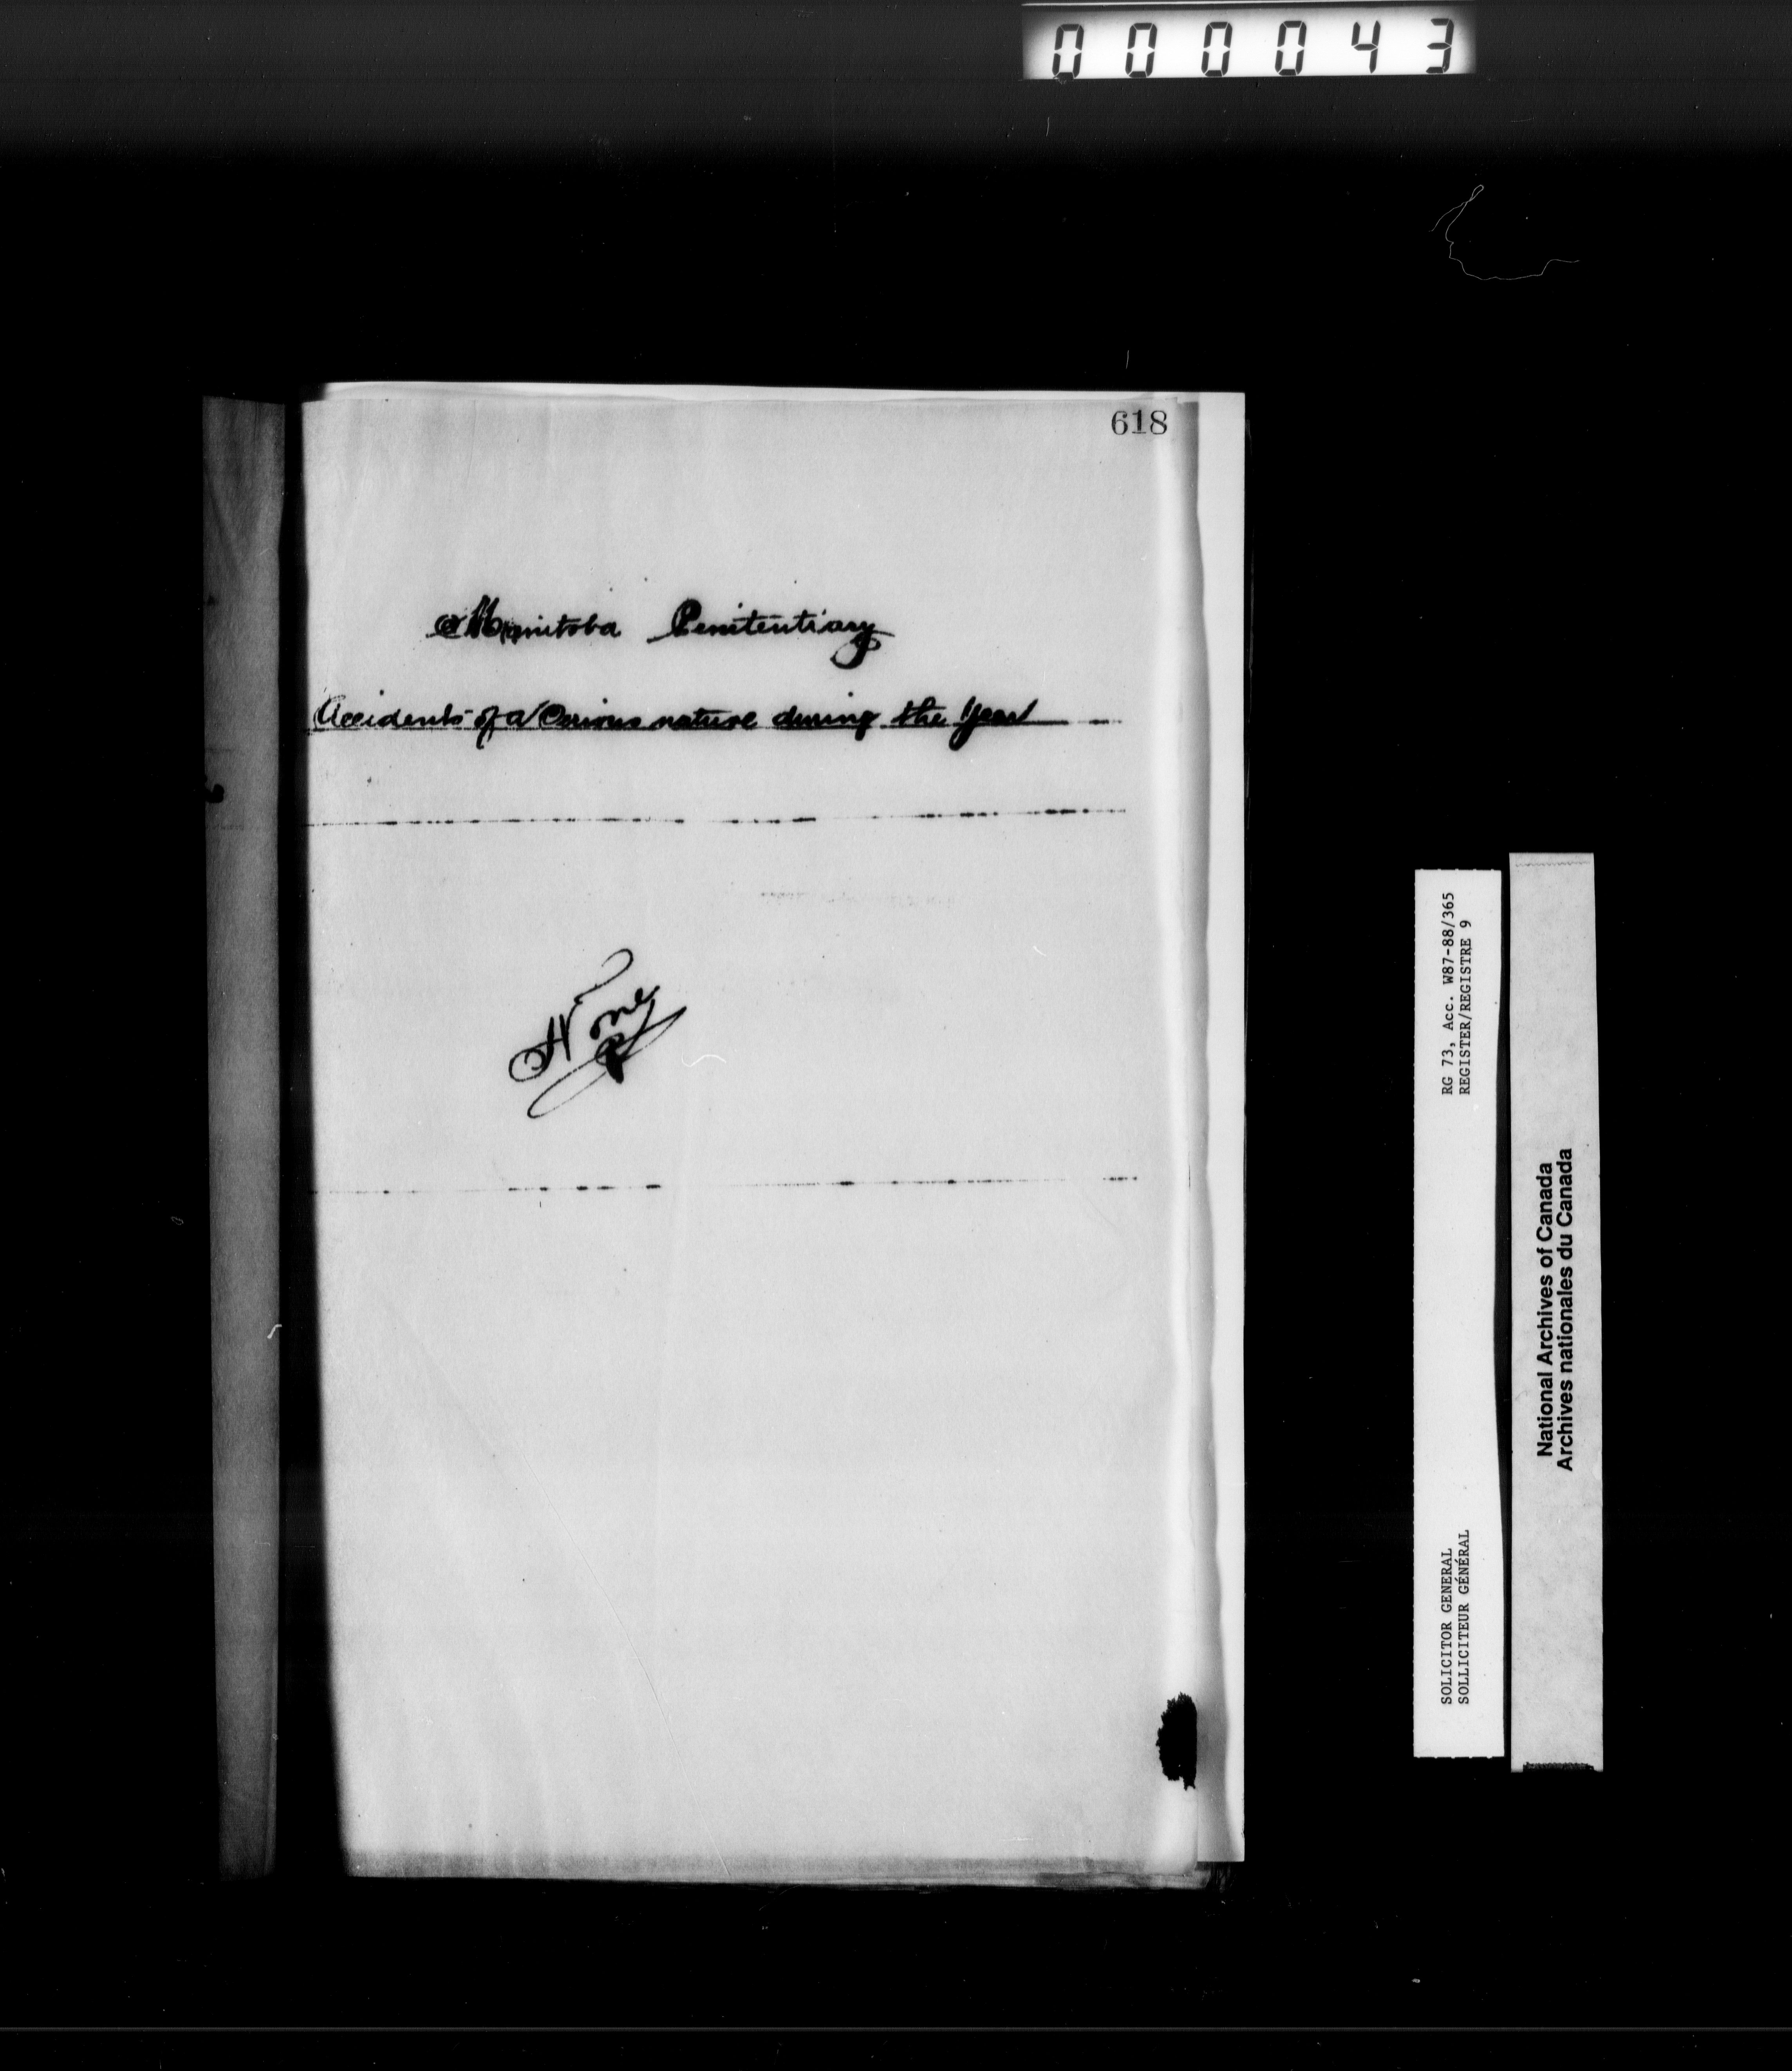 000043
618
Manitoba Penitentiary
Accidents of a Cerious nature during the Year
None
RG 73, Acc. W87-88/365
REGISTER/REGISTRE 9
SOLICITOR GENERAL
SOLLICITEUR GÉNÉRAL
National Archives of Canada
Archives nationales du Canada